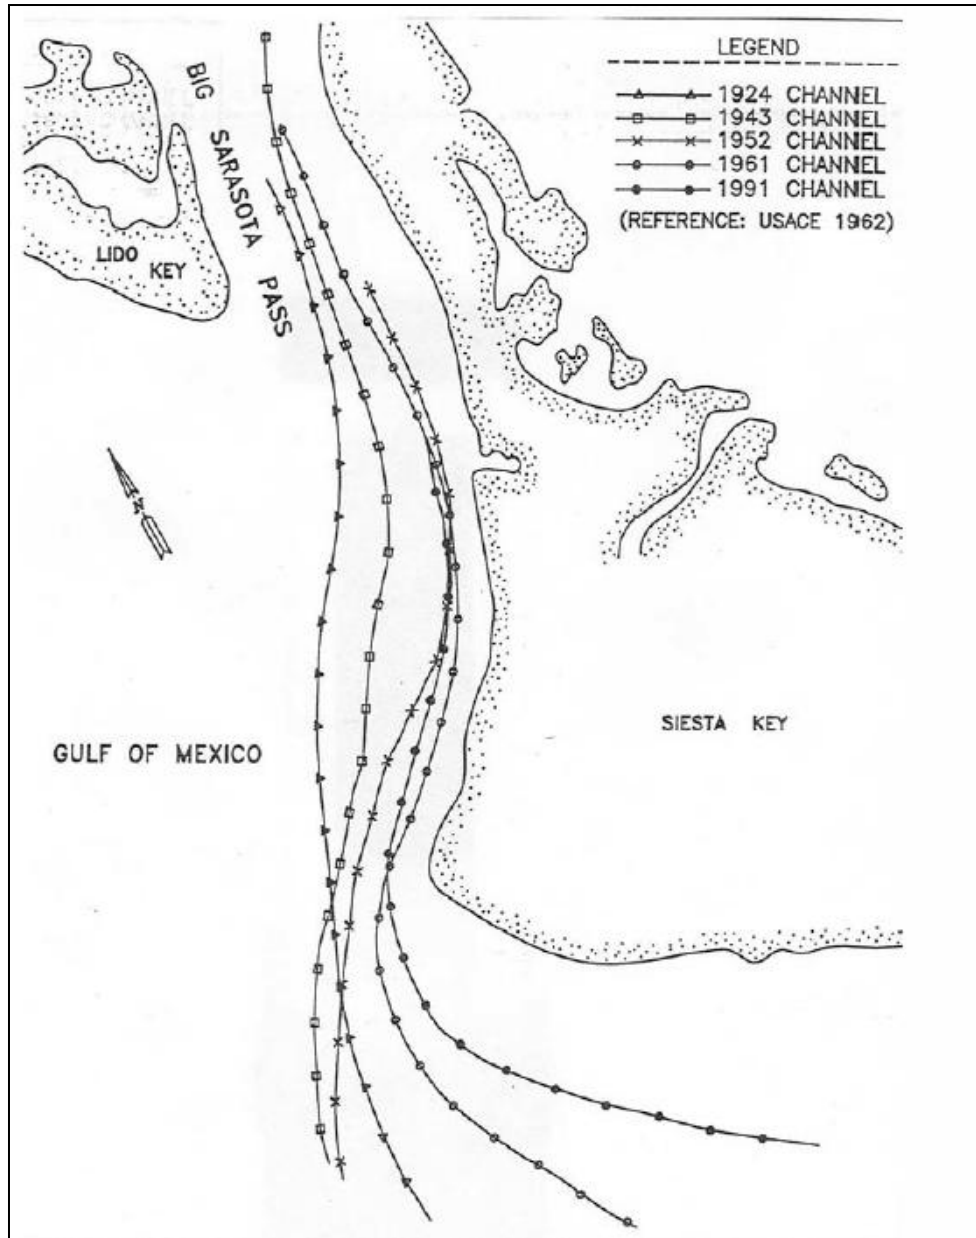 LEGEND
1924 CHANNEL
1943 CHANNEL
1952 CHANNEL
1961 CHANNEL
1991 CHANNEL
(REFERENCE: USACE 1962)
BIG SARASOTA PASS
LIDO
KEY
N
GULF OF MEXICO
SIESTA KEY